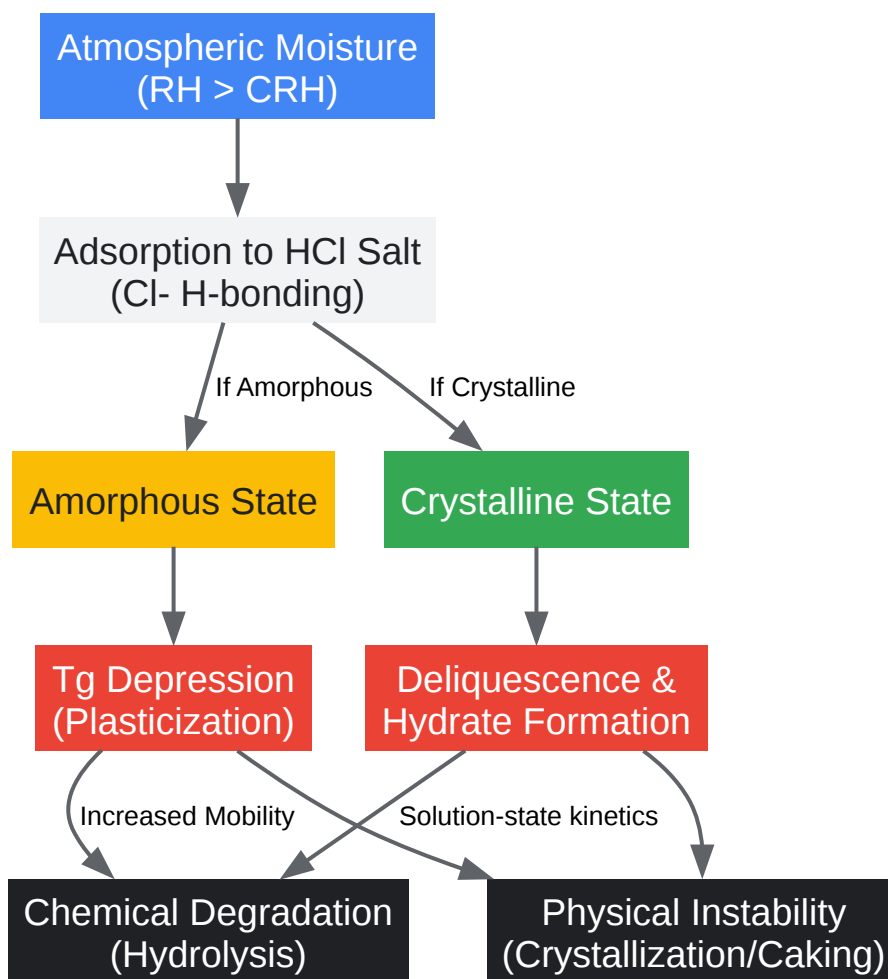 Atmospheric Moisture
(RH > CRH)
Adsorption to HCl Salt
(Cl- H-bonding)
If Amorphous
If Crystalline
Amorphous State
Crystalline State
Tg Depression
(Plasticization)
Deliquescence &
Hydrate Formation
Increased Mobility
Solution-state kinetics
Chemical Degradation
(Hydrolysis)
Physical Instability
(Crystallization/Caking)